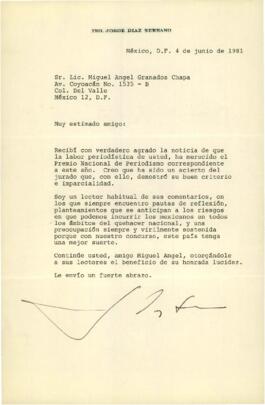 ING. JORGE DIAZ SERRANO
México, D.F. 4 de junio de 1981
Sr. Lic. Miguel Angel Granados Chapa
Av. Coyoacán No. 1535 - B
Col. Del Valle
México 12, D.F.
Muy estimado amigo:
Recibí con verdadero agrado la noticia de que
la labor periodística de usted, ha merecido el
Premio Nacional de Periodismo correspondiente
a este año. Creo que ha sido un acierto del
jurado que, con ello, demostró su buen criterio
e imparcialidad.
Soy un lector habitual de sus comentarios, en
los que siempre encuentro pautas de reflexión,
planteamientos que se anticipan a los riesgos
en que podemos incurrir los mexicanos en todos
los ámbitos del quehacer nacional, y una
preocupación siempre y virilmente sostenida
porque con nuestro concurso, este país tenga
una mejor suerte.
Continúe usted, amigo Miguel Angel, otorgándole
a sus lectores el beneficio de su honrada lucidez.
Le envío un fuerte abrazo.